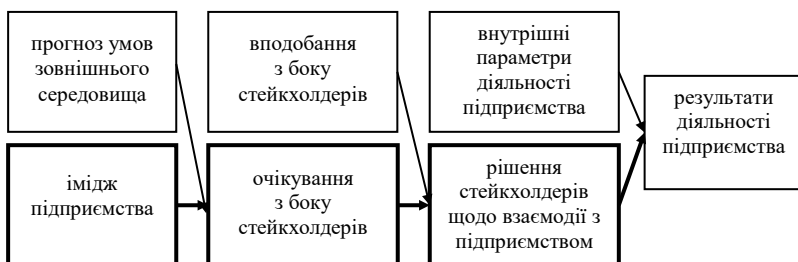 прогноз умов
зовнішнього
середовища
вподобання
з боку
стейкхолдерів
внутрішні
параметри
діяльності
підприємства
результати
діяльності
підприємства
імідж
підприємства
очікування
з боку
стейкхолдерів
рішення
стейкхолдерів
щодо взаємодії з
підприємством